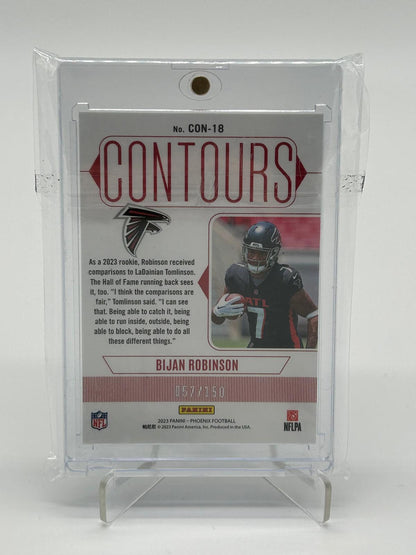 No. CON-18
CONTOURS
As a 2023 rookie, Robinson received
comparisons to LaDainian Tomlinson.
The Hall of Fame running back sees
it, too. "I think the comparisons are
fair," Tomlinson said. "I can see
that. Being able to catch it, being
able to run inside, outside, being
able to block, being able to do all
these different things."
ATL
7
BIJAN ROBINSON
057/150
PANINI
NFL
NFLPA
2023 PANINI – PHOENIX FOOTBALL
© 2023 Panini America, Inc. Produced in the USA.